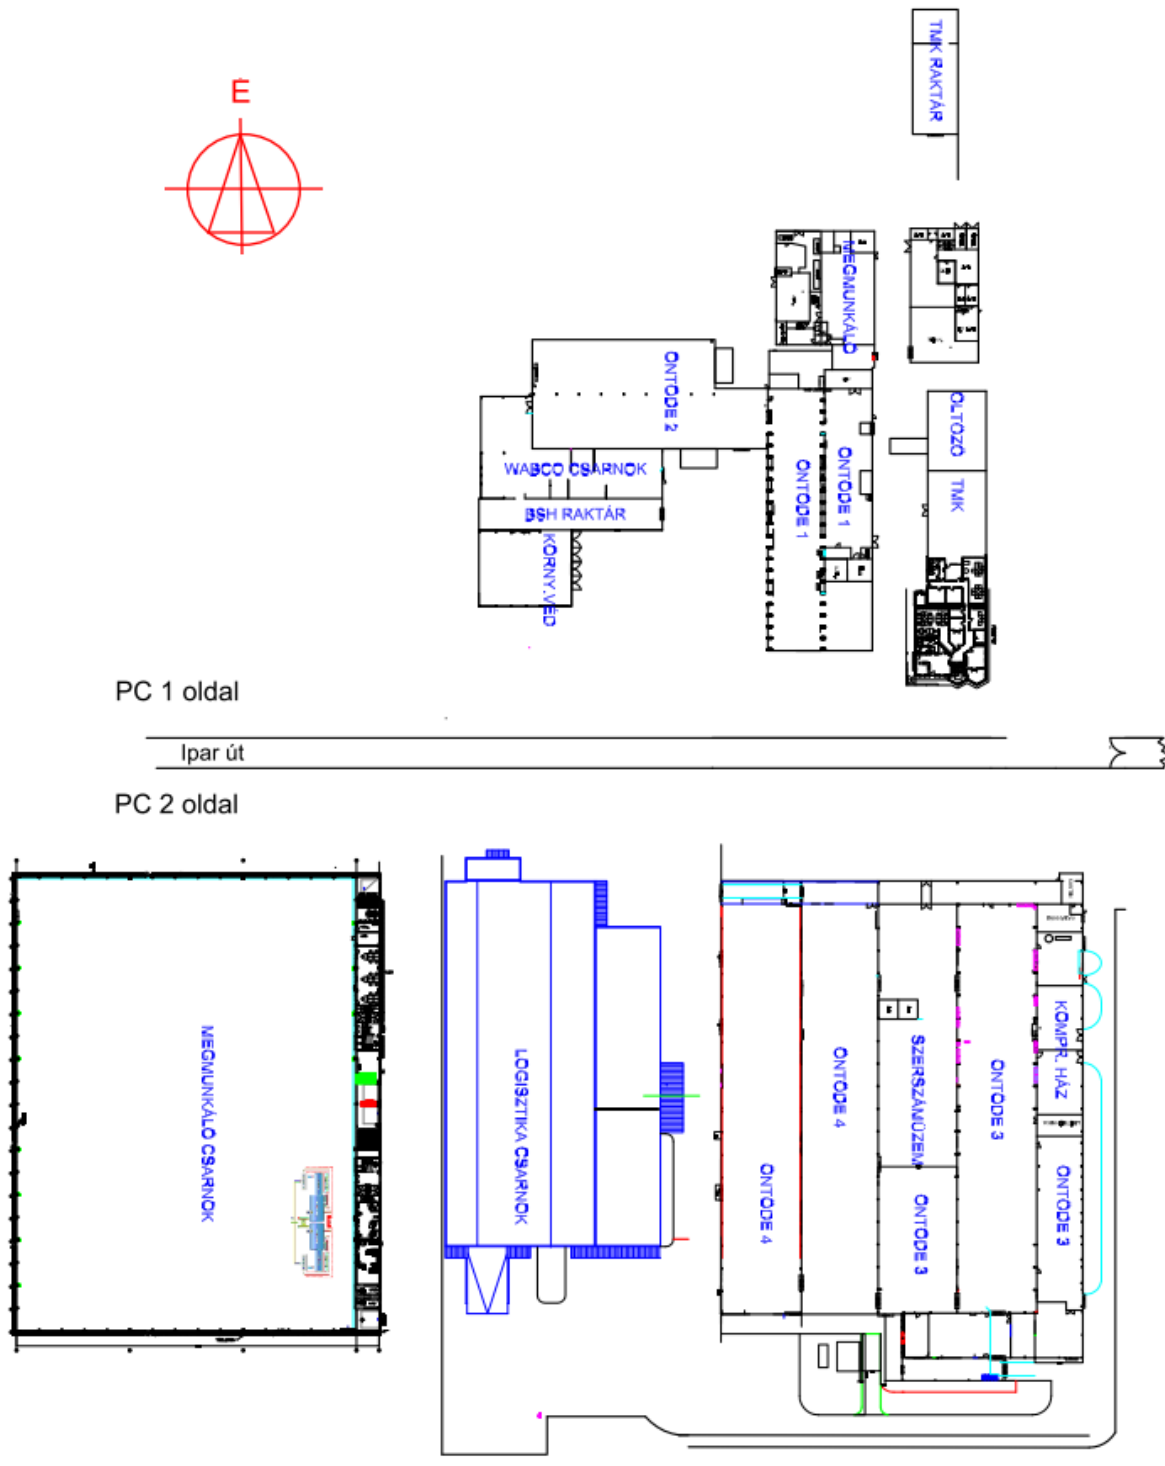 E
TMK RAKTÁR
MEGMUNKÁLÓ
ÖNTÖDE 2
ÖLTÖZŐ
WABCO CSARNOK
ÖNTÖDE 1
ÖNTÖDE 1
TMK
BSH RAKTÁR
KÖRNY.VÉD
PC 1 oldal
Ipar út
PC 2 oldal
MEGMUNKÁLÓ CSARNOK
LOGISZTIKA CSARNOK
ÖNTÖDE 4
ÖNTÖDE 4
SZERSZÁMÜZEM
ÖNTÖDE 3
ÖNTÖDE 3
KOMPR. HÁZ
ÖNTÖDE 3